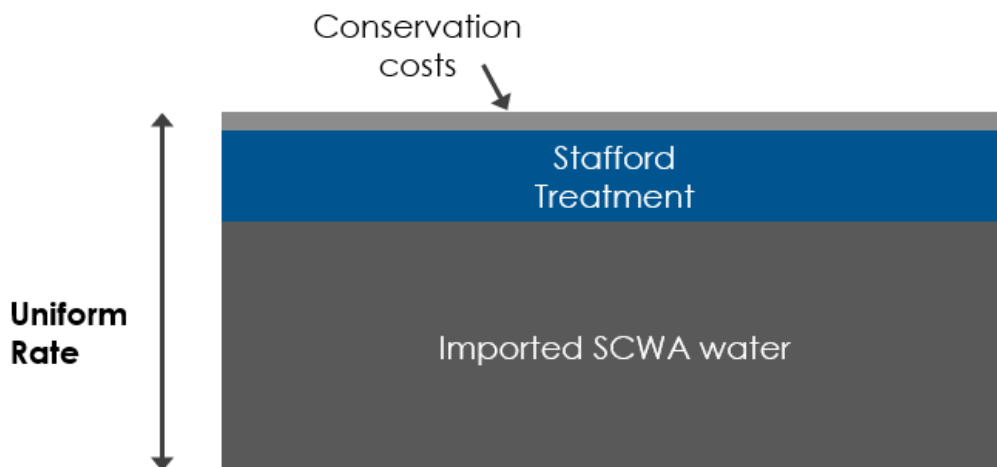 Conservation
costs
Stafford
Treatment
Uniform
Rate
Imported SCWA water